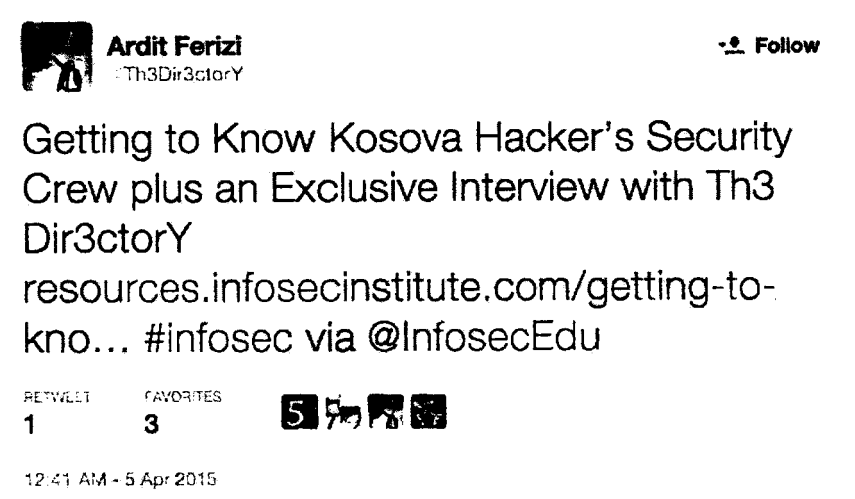 Ardit Ferizi
Th3Dir3ctorY
Follow
Getting to Know Kosova Hacker's Security
Crew plus an Exclusive Interview with Th3
Dir3ctorY
resources.infosecinstitute.com/getting-to-
kno... #infosec via @InfosecEdu
RETWEET
FAVORITES
1
3
5
12:41 AM - 5 Apr 2015